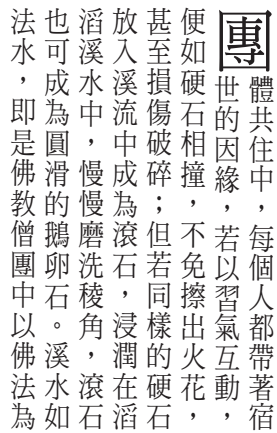 團體共住中，每個人都帶著宿
世的因緣，若以習氣互動，
便如硬石相撞，不免擦出火花，
甚至損傷破碎；但若同樣的硬石
放入溪流中成為滾石，浸潤在滔
滔溪水中，慢慢磨洗稜角，滾石
也可成為圓滑的鵝卵石。溪水如
法水，即是佛教僧團中以佛法為